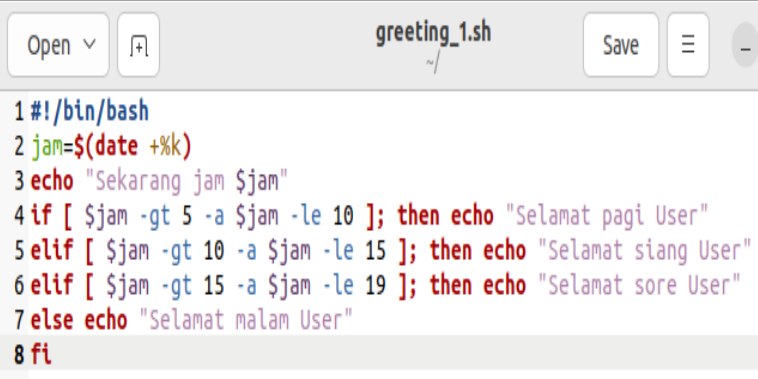 Open greeting_1.sh Save
~/
1 #!/bin/bash
2 jam=$(date +%k)
3 echo "Sekarang jam $jam"
4 if [ $jam -gt 5 -a $jam -le 10 ]; then echo "Selamat pagi User"
5 elif [ $jam -gt 10 -a $jam -le 15 ]; then echo "Selamat siang User"
6 elif [ $jam -gt 15 -a $jam -le 19 ]; then echo "Selamat sore User"
7 else echo "Selamat malam User"
8 fi